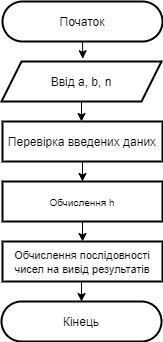 Початок
Ввід a, b, n
Перевірка введених даних
Обчислення h
Обчислення послідовності
чисел на вивід результатів
Кінець